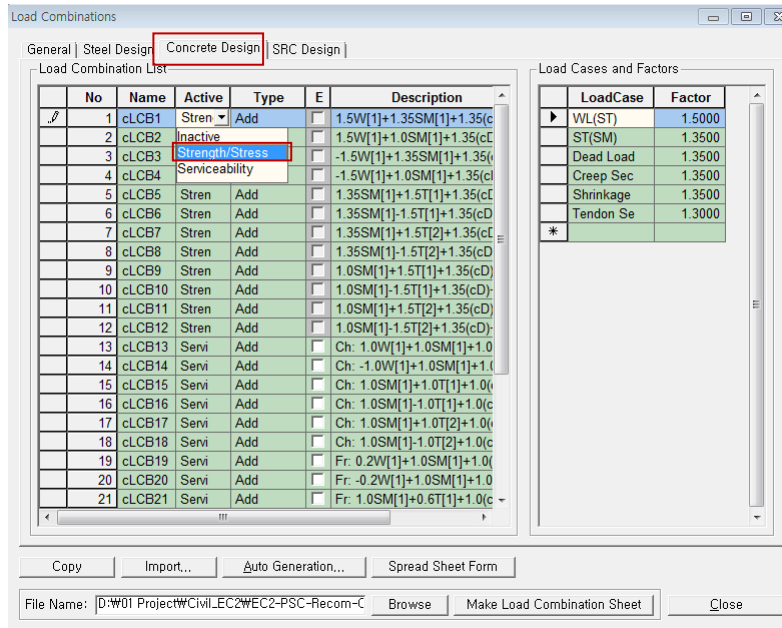 Load Combinations
General | Steel Design | Concrete Design | SRC Design |
Load Combination List
No Name Active Type E Description
1 cLCB1 Stren Add 1.5W[1]+1.35SM[1]+1.35(c
2 cLCB2 Inactive 1.5W[1]+1.0SM[1]+1.35(cD
3 cLCB3 Strength/Stress -1.5W[1]+1.35SM[1]+1.35(
4 cLCB4 Serviceability -1.5W[1]+1.0SM[1]+1.35(cl
5 cLCB5 Stren Add 1.35SM[1]+1.5T[1]+1.35(cD
6 cLCB6 Stren Add 1.35SM[1]-1.5T[1]+1.35(cD
7 cLCB7 Stren Add 1.35SM[1]+1.5T[2]+1.35(cD
8 cLCB8 Stren Add 1.35SM[1]-1.5T[2]+1.35(cD
9 cLCB9 Stren Add 1.0SM[1]+1.5T[1]+1.35(cD)
10 cLCB10 Stren Add 1.0SM[1]-1.5T[1]+1.35(cD)-
11 cLCB11 Stren Add 1.0SM[1]+1.5T[2]+1.35(cD)
12 cLCB12 Stren Add 1.0SM[1]-1.5T[2]+1.35(cD)-
13 cLCB13 Servi Add Ch: 1.0W[1]+1.0SM[1]+1.0
14 cLCB14 Servi Add Ch: -1.0W[1]+1.0SM[1]+1.
15 cLCB15 Servi Add Ch: 1.0SM[1]+1.0T[1]+1.0(
16 cLCB16 Servi Add Ch: 1.0SM[1]-1.0T[1]+1.0(c
17 cLCB17 Servi Add Ch: 1.0SM[1]+1.0T[2]+1.0(
18 cLCB18 Servi Add Ch: 1.0SM[1]-1.0T[2]+1.0(c
19 cLCB19 Servi Add Fr: 0.2W[1]+1.0SM[1]+1.0(
20 cLCB20 Servi Add Fr: -0.2W[1]+1.0SM[1]+1.0
21 cLCB21 Servi Add Fr: 1.0SM[1]+0.6T[1]+1.0(c
Load Cases and Factors
LoadCase Factor
WL(ST) 1.5000
ST(SM) 1.3500
Dead Load 1.3500
Creep Sec 1.3500
Shrinkage 1.3500
Tendon Se 1.3000
Copy Import... Auto Generation... Spread Sheet Form
File Name: D:₩01 Project₩Civil_EC2₩EC2-PSC-Recom-C Browse Make Load Combination Sheet Close